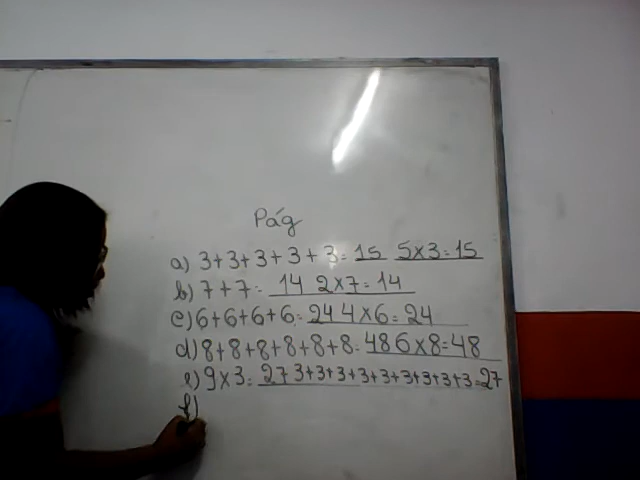 Pág
a) 3+3+3+3+3= 15 5x3=15
b) 7+7= 14 2x7=14
c) 6+6+6+6= 24 4x6=24
d) 8+8+8+8+8+8= 48 6x8=48
e) 9x3= 27 3+3+3+3+3+3+3+3+3=27
f)